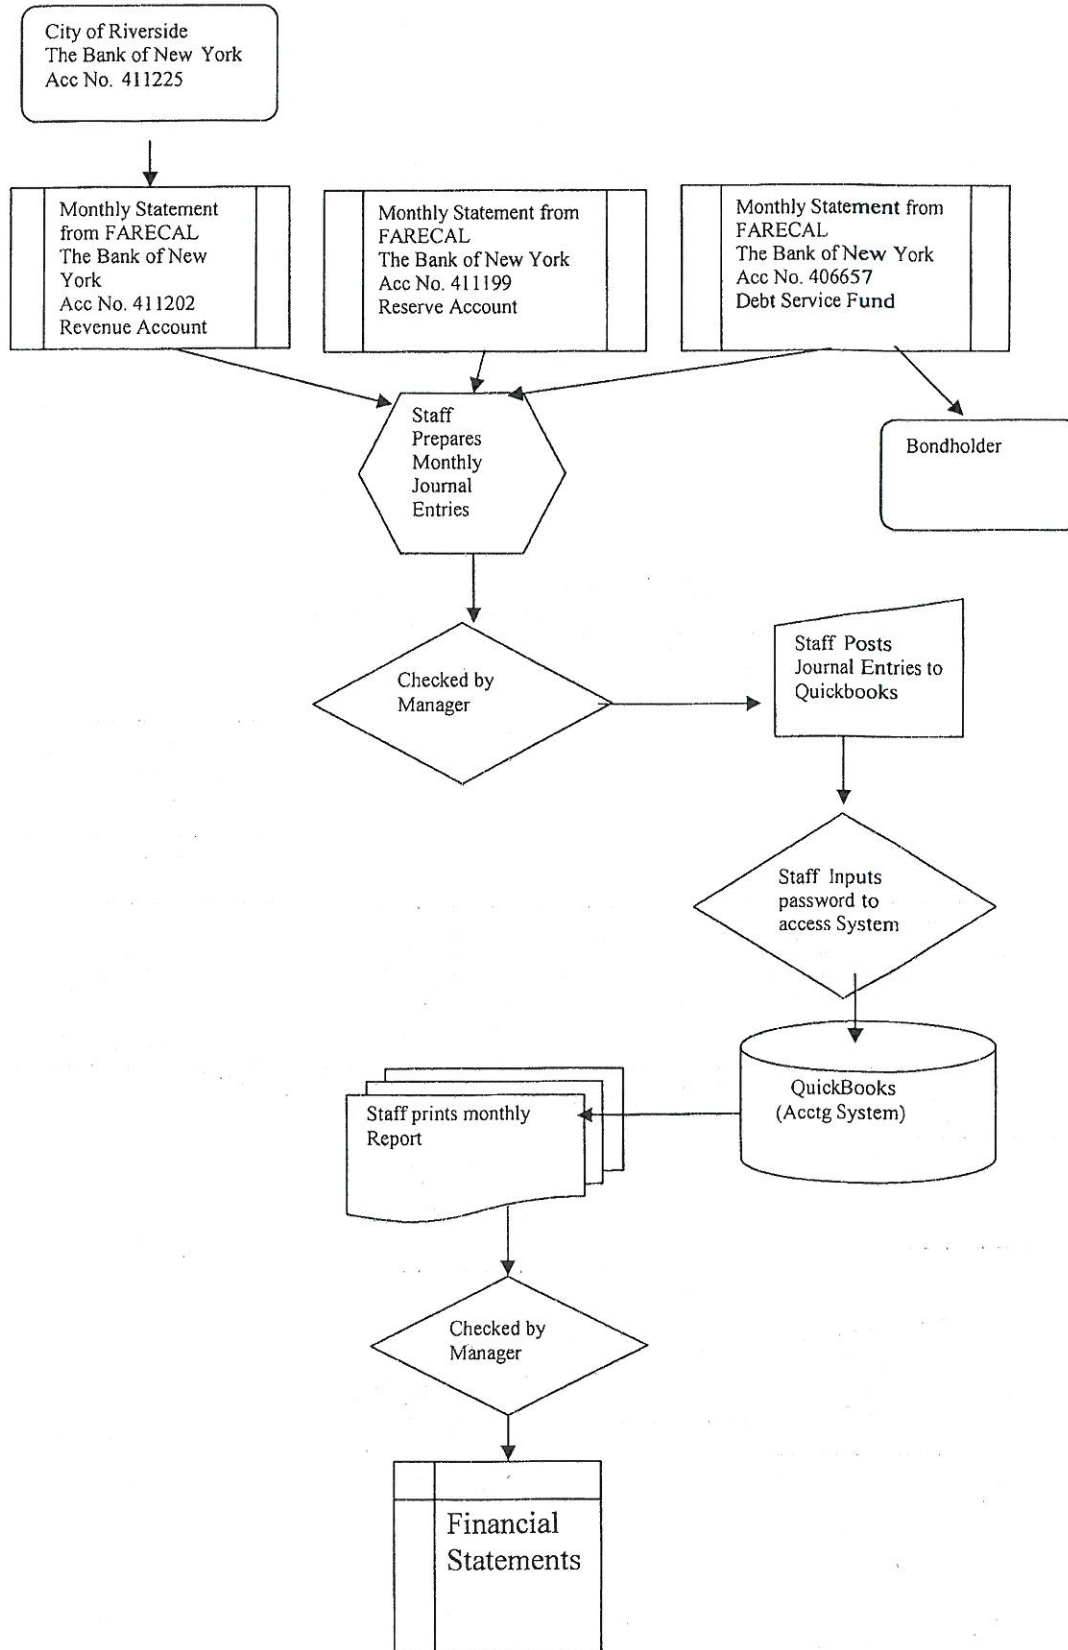 City of Riverside
The Bank of New York
Acc No. 411225
Monthly Statement
from FARECAL
The Bank of New
York
Acc No. 411202
Revenue Account
Monthly Statement from
FARECAL
The Bank of New York
Acc No. 411199
Reserve Account
Monthly Statement from
FARECAL
The Bank of New York
Acc No. 406657
Debt Service Fund
Staff
Prepares
Monthly
Journal
Entries
Bondholder
Checked by
Manager
Staff Posts
Journal Entries to
Quickbooks
Staff Inputs
password to
access System
QuickBooks
(Acctg System)
Staff prints monthly
Report
Checked by
Manager
Financial
Statements